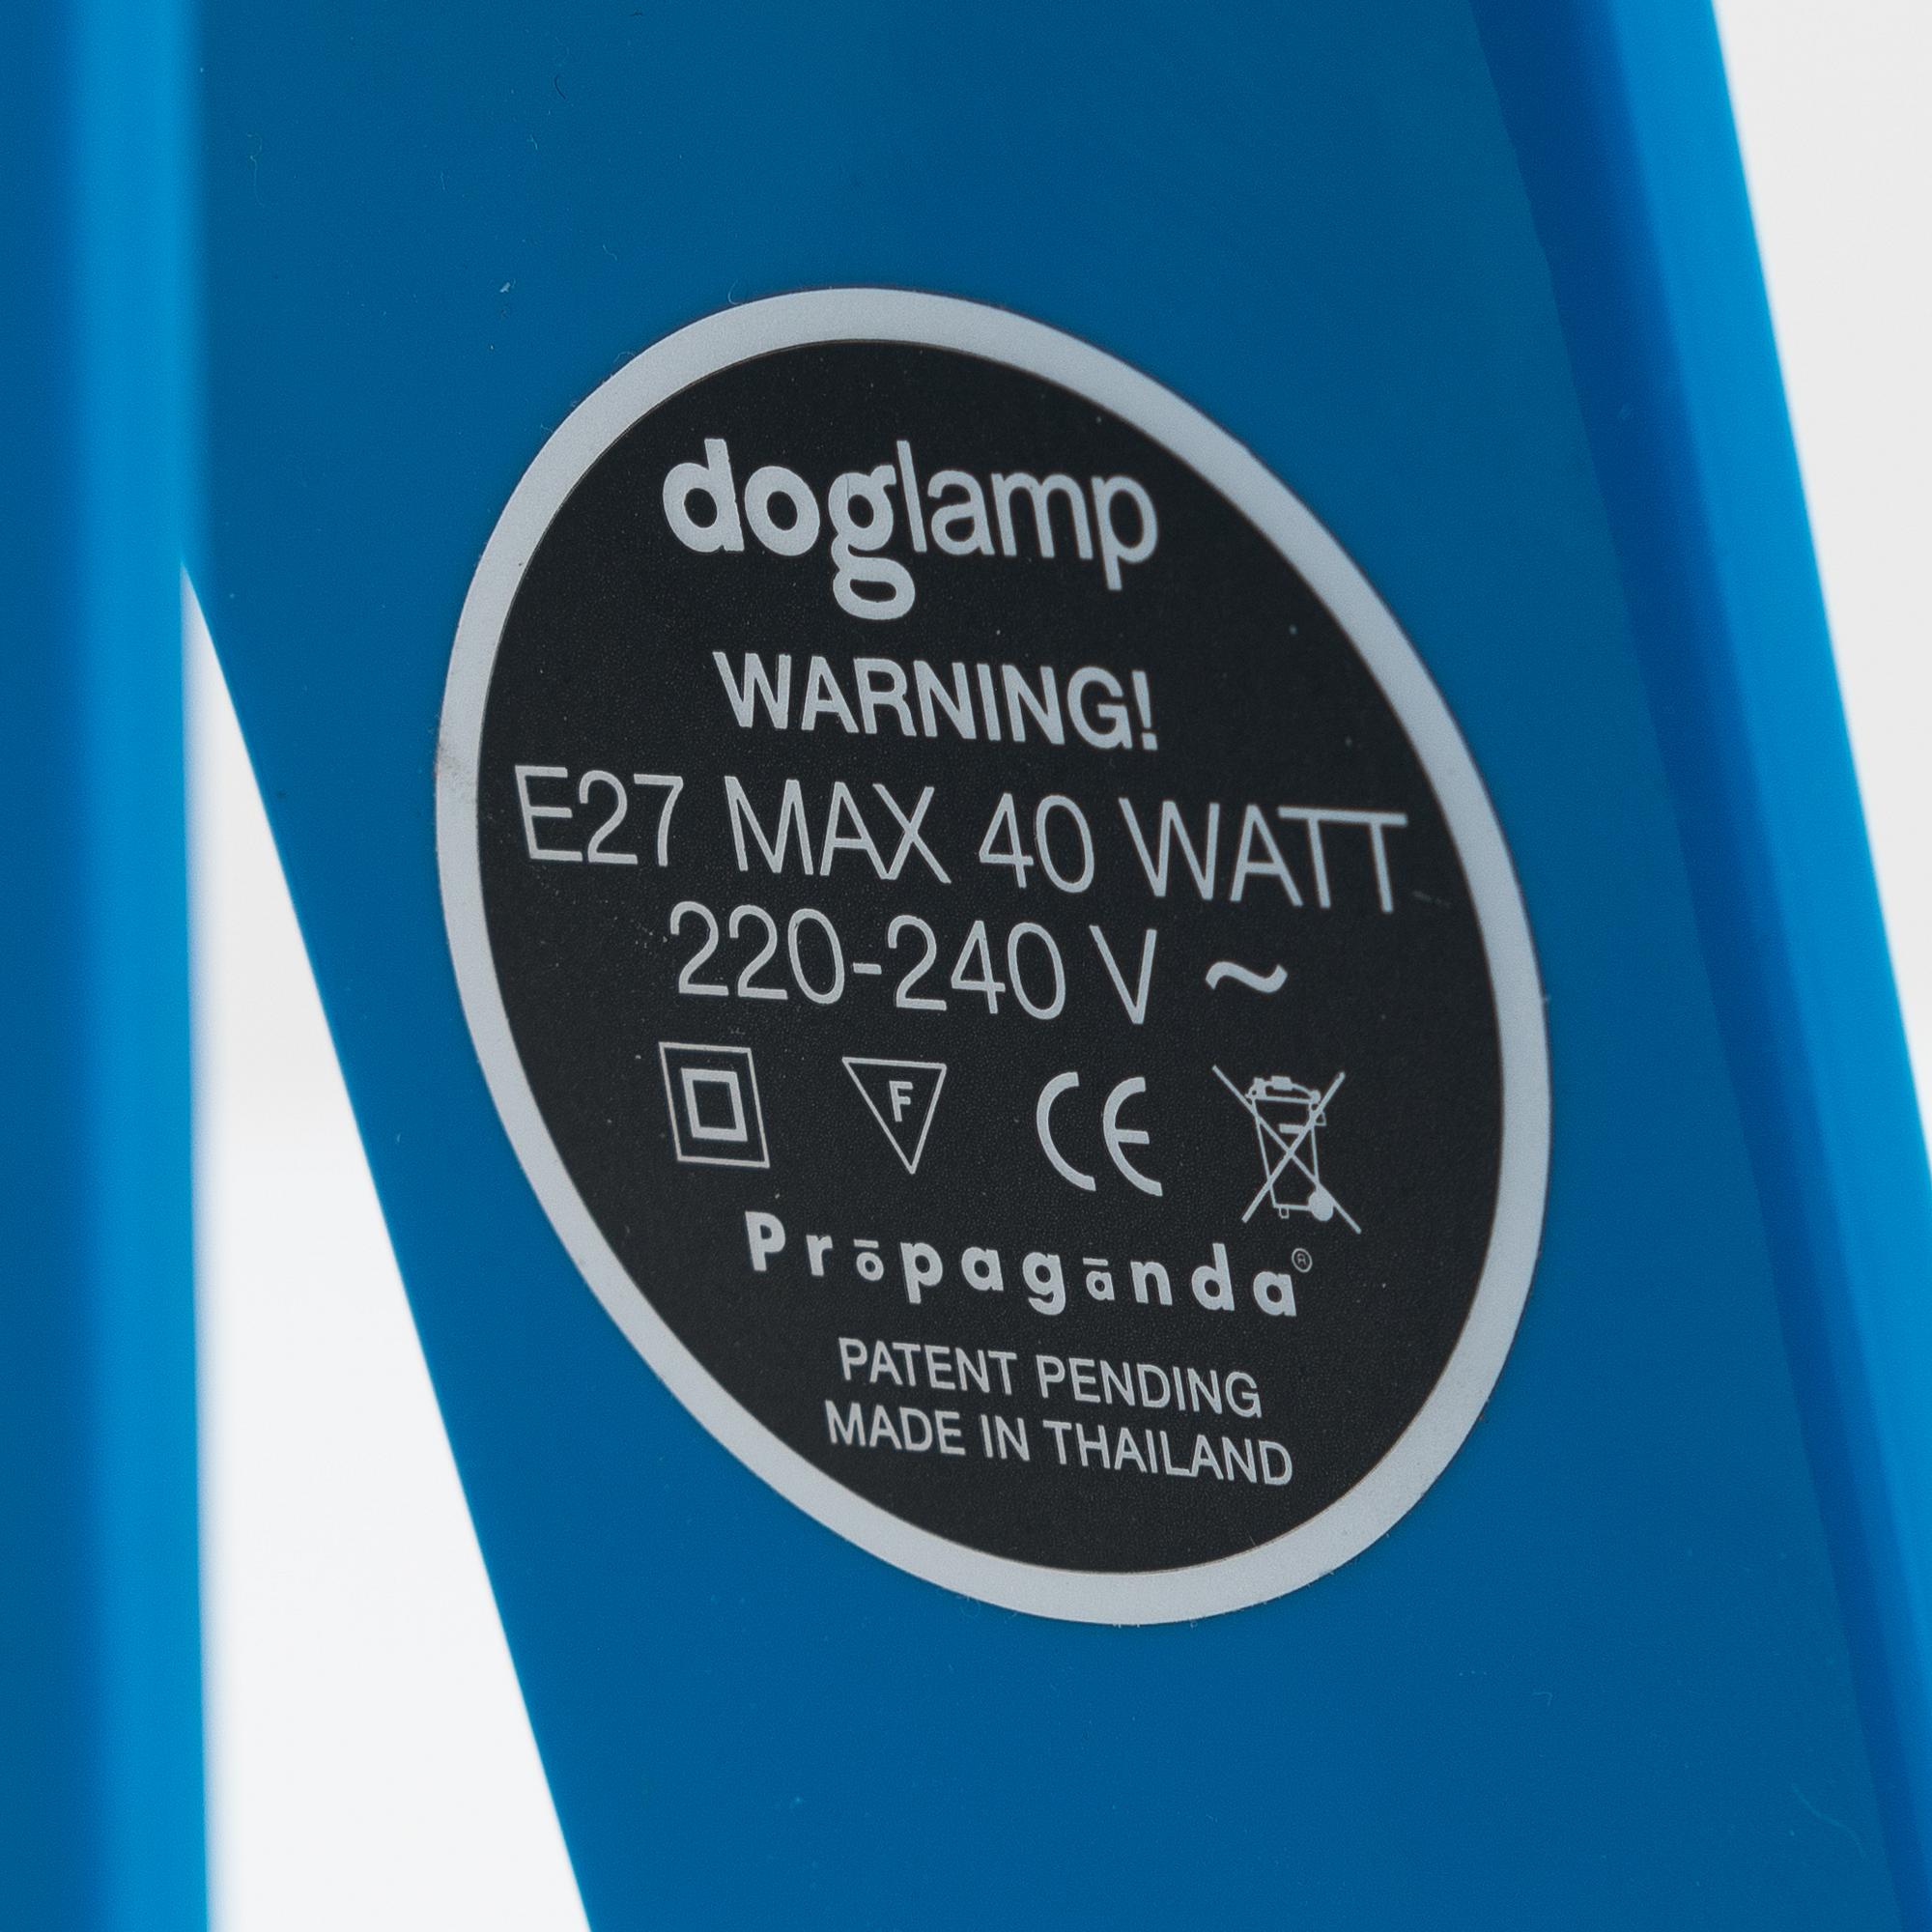 doglamp
WARNING!
E27 MAX 40 WATT
220-240 V ~
F CE
Prōpagānda®
PATENT PENDING
MADE IN THAILAND